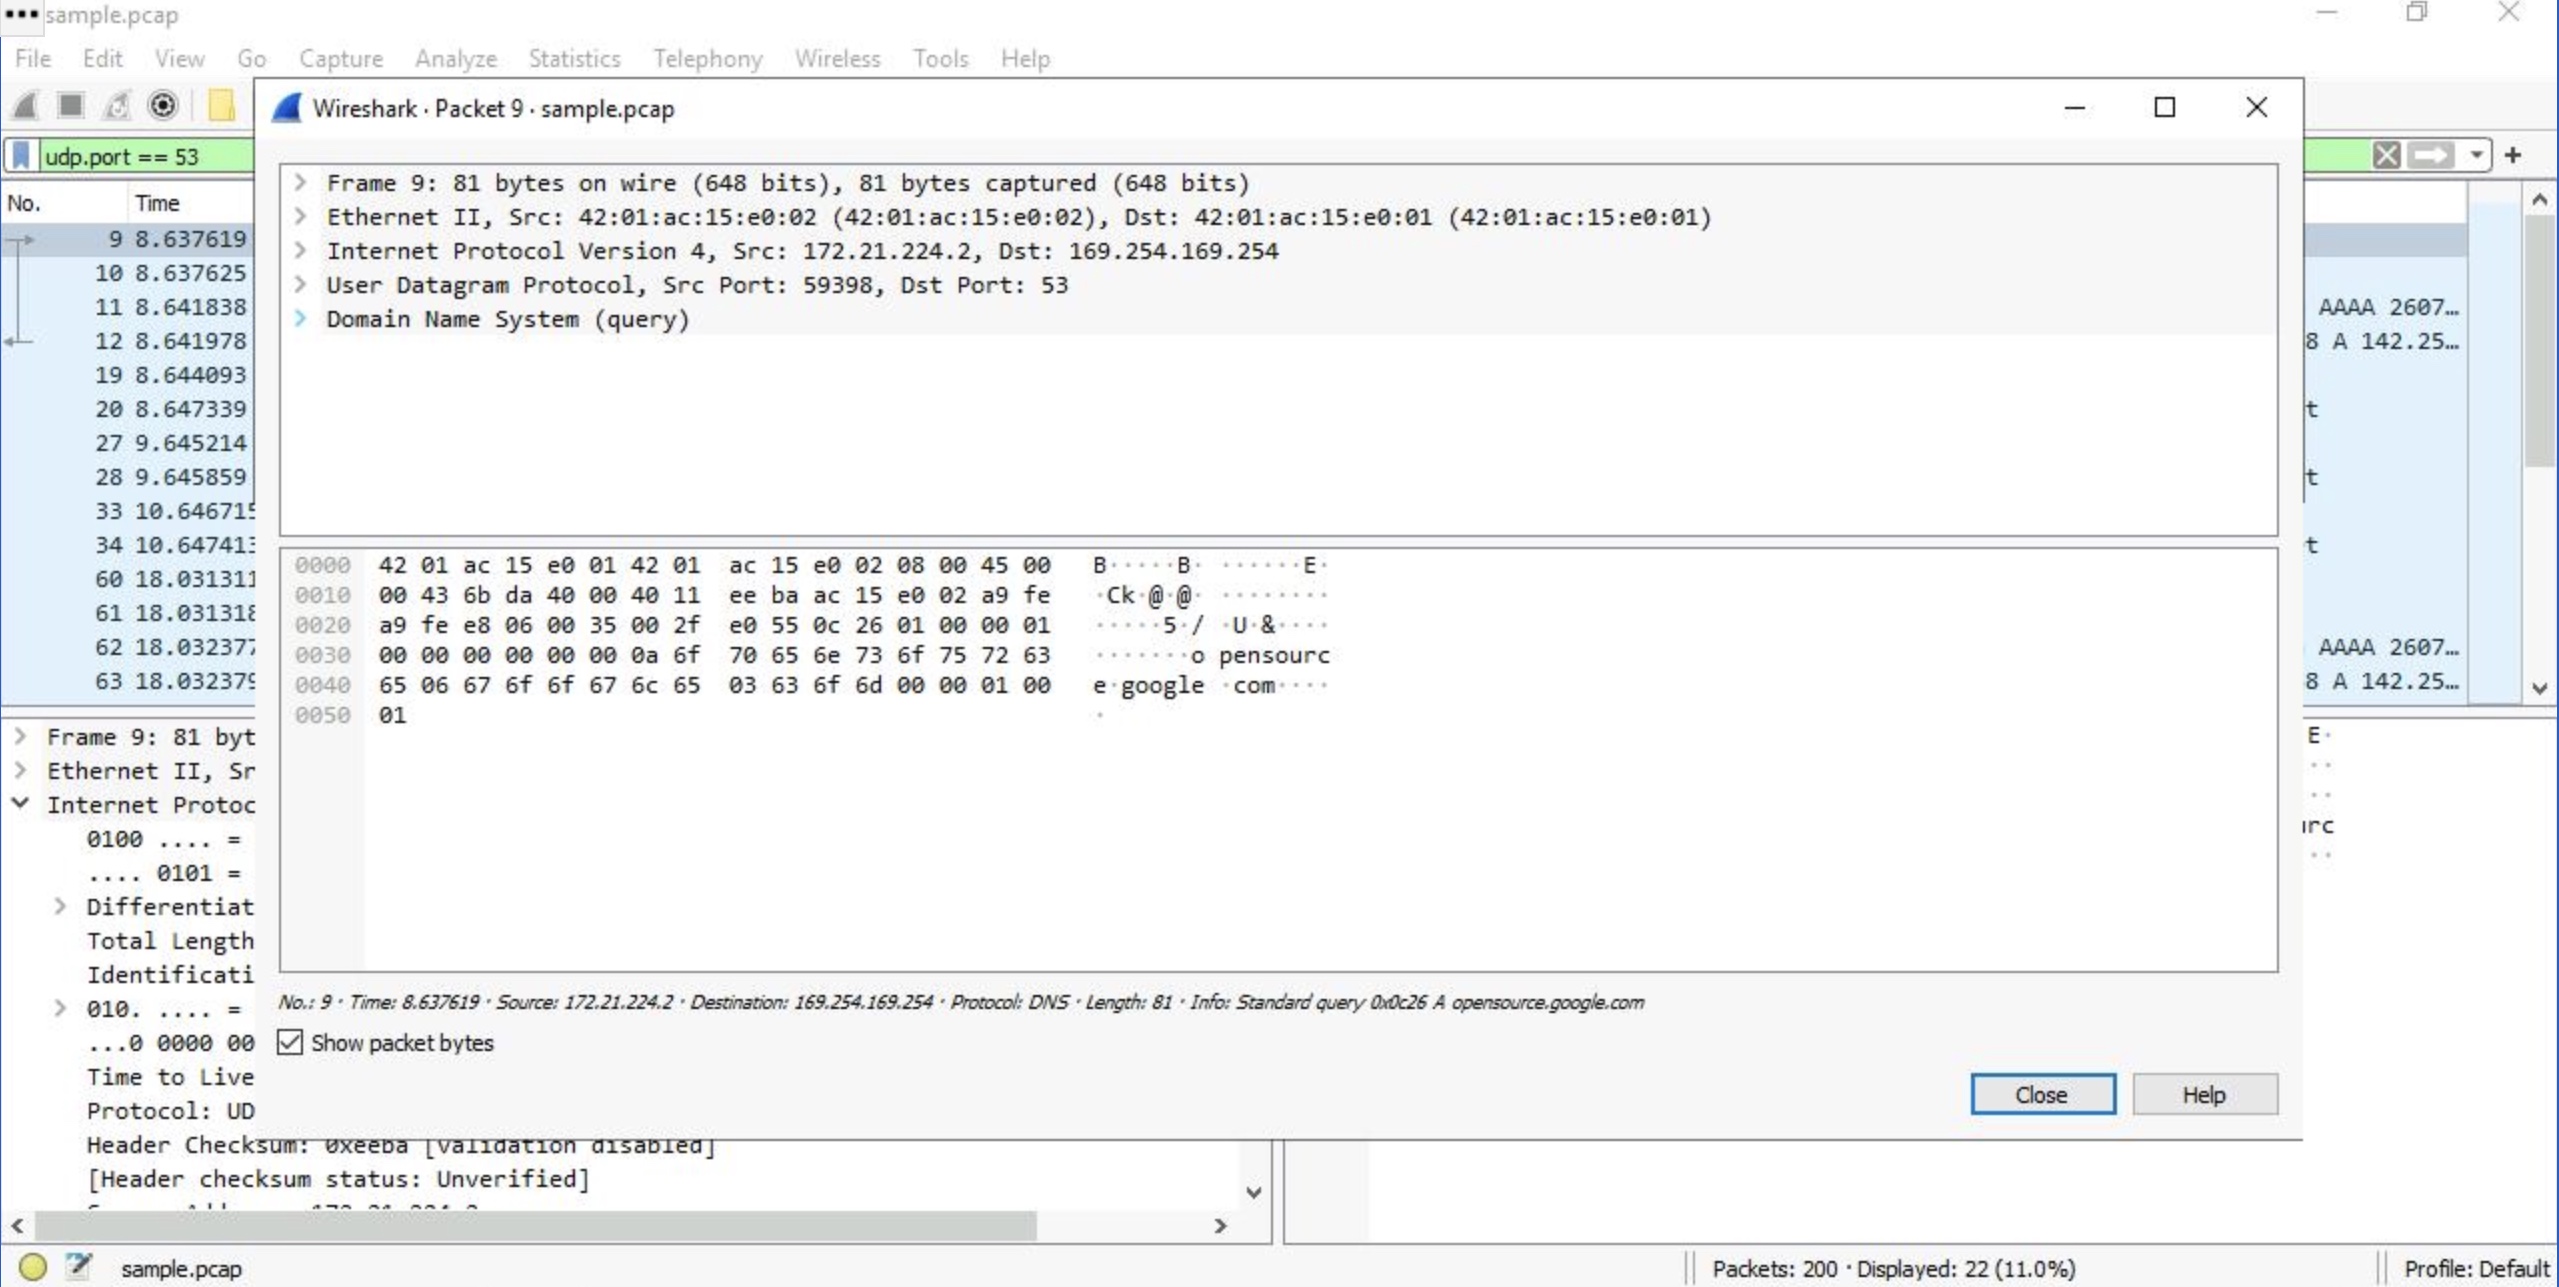 sample.pcap
File Edit View Go Capture Analyze Statistics Telephony Wireless Tools Help
Wireshark · Packet 9 · sample.pcap
udp.port == 53
No. Time
9 8.637619
10 8.637625
11 8.641838
12 8.641978
19 8.644093
20 8.647339
27 9.645214
28 9.645859
33 10.646715
34 10.647413
60 18.031311
61 18.031318
62 18.032377
63 18.032379
AAAA 2607…
8 A 142.25…
t
t
t
AAAA 2607…
8 A 142.25…
Frame 9: 81 bytes on wire (648 bits), 81 bytes captured (648 bits)
Ethernet II, Src: 42:01:ac:15:e0:02 (42:01:ac:15:e0:02), Dst: 42:01:ac:15:e0:01 (42:01:ac:15:e0:01)
Internet Protocol Version 4, Src: 172.21.224.2, Dst: 169.254.169.254
User Datagram Protocol, Src Port: 59398, Dst Port: 53
Domain Name System (query)
0000 42 01 ac 15 e0 01 42 01 ac 15 e0 02 08 00 45 00 B·····B· ······E·
0010 00 43 6b da 40 00 40 11 ee ba ac 15 e0 02 a9 fe ·Ck·@·@· ········
0020 a9 fe e8 06 00 35 00 2f e0 55 0c 26 01 00 00 01 ·····5·/ ·U·&····
0030 00 00 00 00 00 00 0a 6f 70 65 6e 73 6f 75 72 63 ·······o pensourc
0040 65 06 67 6f 6f 67 6c 65 03 63 6f 6d 00 00 01 00 e·google ·com····
0050 01 ·
No.: 9 · Time: 8.637619 · Source: 172.21.224.2 · Destination: 169.254.169.254 · Protocol: DNS · Length: 81 · Info: Standard query 0x0c26 A opensource.google.com
Show packet bytes
Close Help
Frame 9: 81 byt
Ethernet II, Sr
Internet Protoc
0100 .... =
.... 0101 =
Differentiat
Total Length
Identificati
010. .... =
...0 0000 00
Time to Live
Protocol: UD
Header Checksum: 0xeeba [validation disabled]
[Header checksum status: Unverified]
E·
··
··
urc
··
sample.pcap
Packets: 200 · Displayed: 22 (11.0%)
Profile: Default